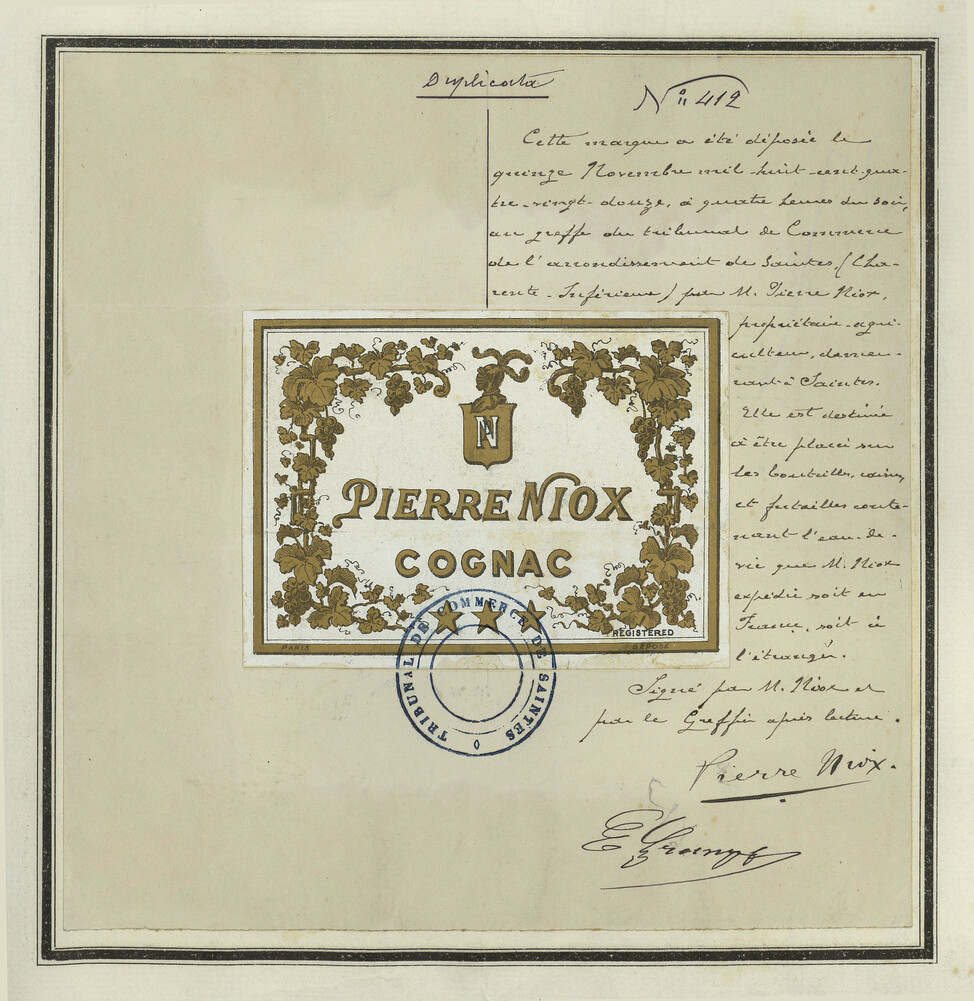 Duplicata
N° 412
Cette marque a été déposée le
quinze Novembre mil-huit-cent-qua-
tre-vingt-douze, à quatre heures du soir,
au greffe du tribunal de Commerce
de l'arrondissement de Saintes (Cha-
rente-Inférieure) par M. Pierre Niox,
propriétaire-agri-
culteur, demeu-
rant à Saintes.
Elle est destinée
à être placée sur
les bouteilles, caisses
et futailles conte-
nant l'eau-de-
vie que M. Niox
expédie soit en
France, soit à
l'étranger.
Signé par M. Niox et
par le Greffier après lecture.
Pierre Niox.
N
PIERRE NIOX
COGNAC
REGISTERED
PARIS
DÉPOSÉ
TRIBUNAL DE COMMERCE DE SAINTES